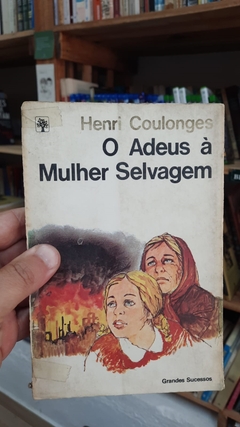 Henri Coulonges
O Adeus à
Mulher Selvagem
Grandes Sucessos